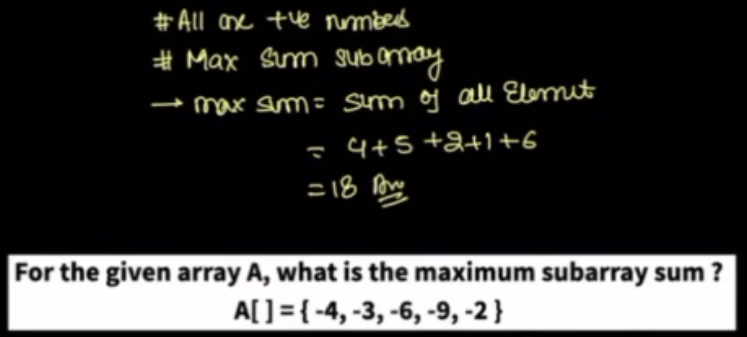 # All are +ve numbers
# Max Sum subarray
→ max sum = sum of all Element
= 4+5+2+1+6
= 18 Ans
For the given array A, what is the maximum subarray sum ?
A[ ] = { -4, -3, -6, -9, -2 }